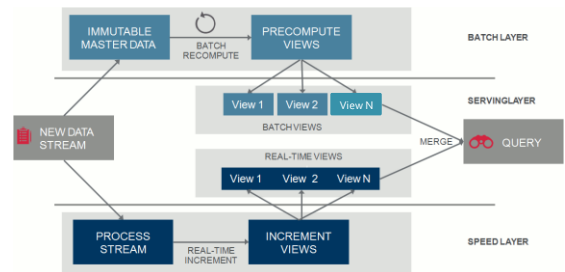 IMMUTABLE
MASTER DATA
BATCH
RECOMPUTE
PRECOMPUTE
VIEWS
BATCH LAYER
View 1
View 2
View N
BATCH VIEWS
SERVINGLAYER
NEW DATA
STREAM
MERGE
QUERY
REAL-TIME VIEWS
View 1
View 2
View N
PROCESS
STREAM
REAL-TIME
INCREMENT
INCREMENT
VIEWS
SPEED LAYER